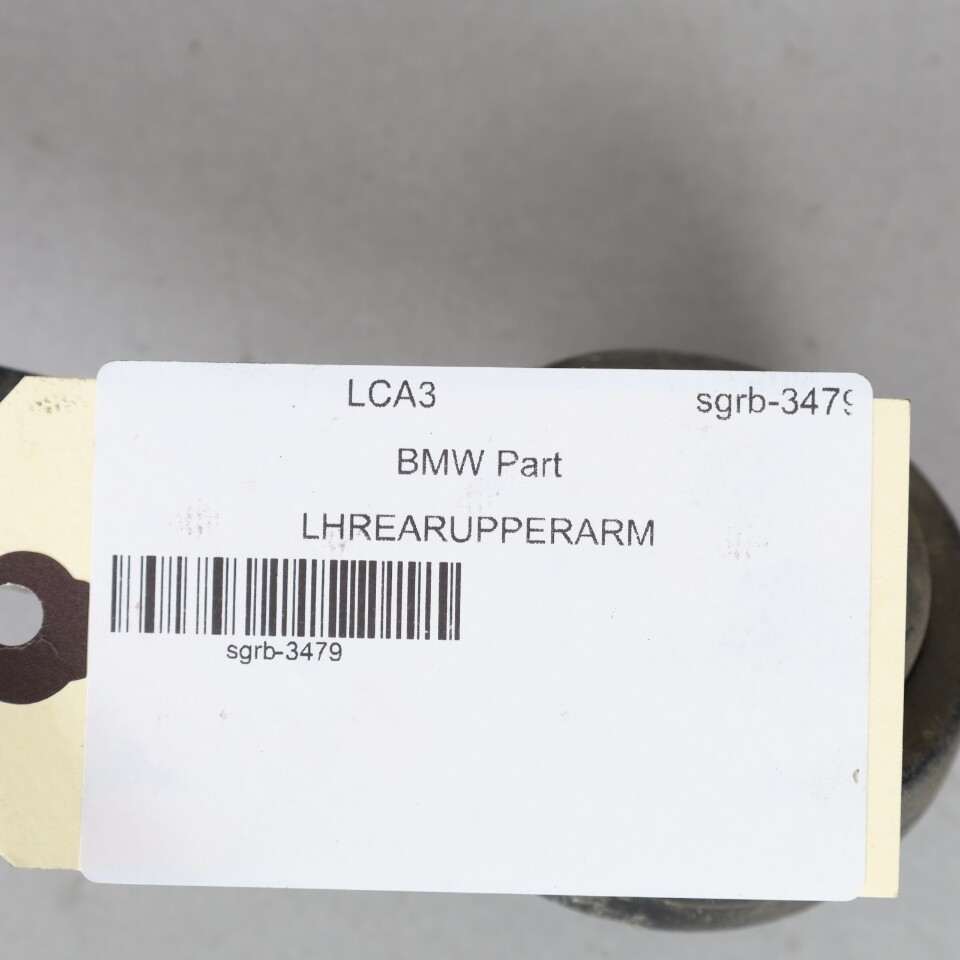 LCA3 sgrb-3479
BMW Part
LHREARUPPERARM
sgrb-3479